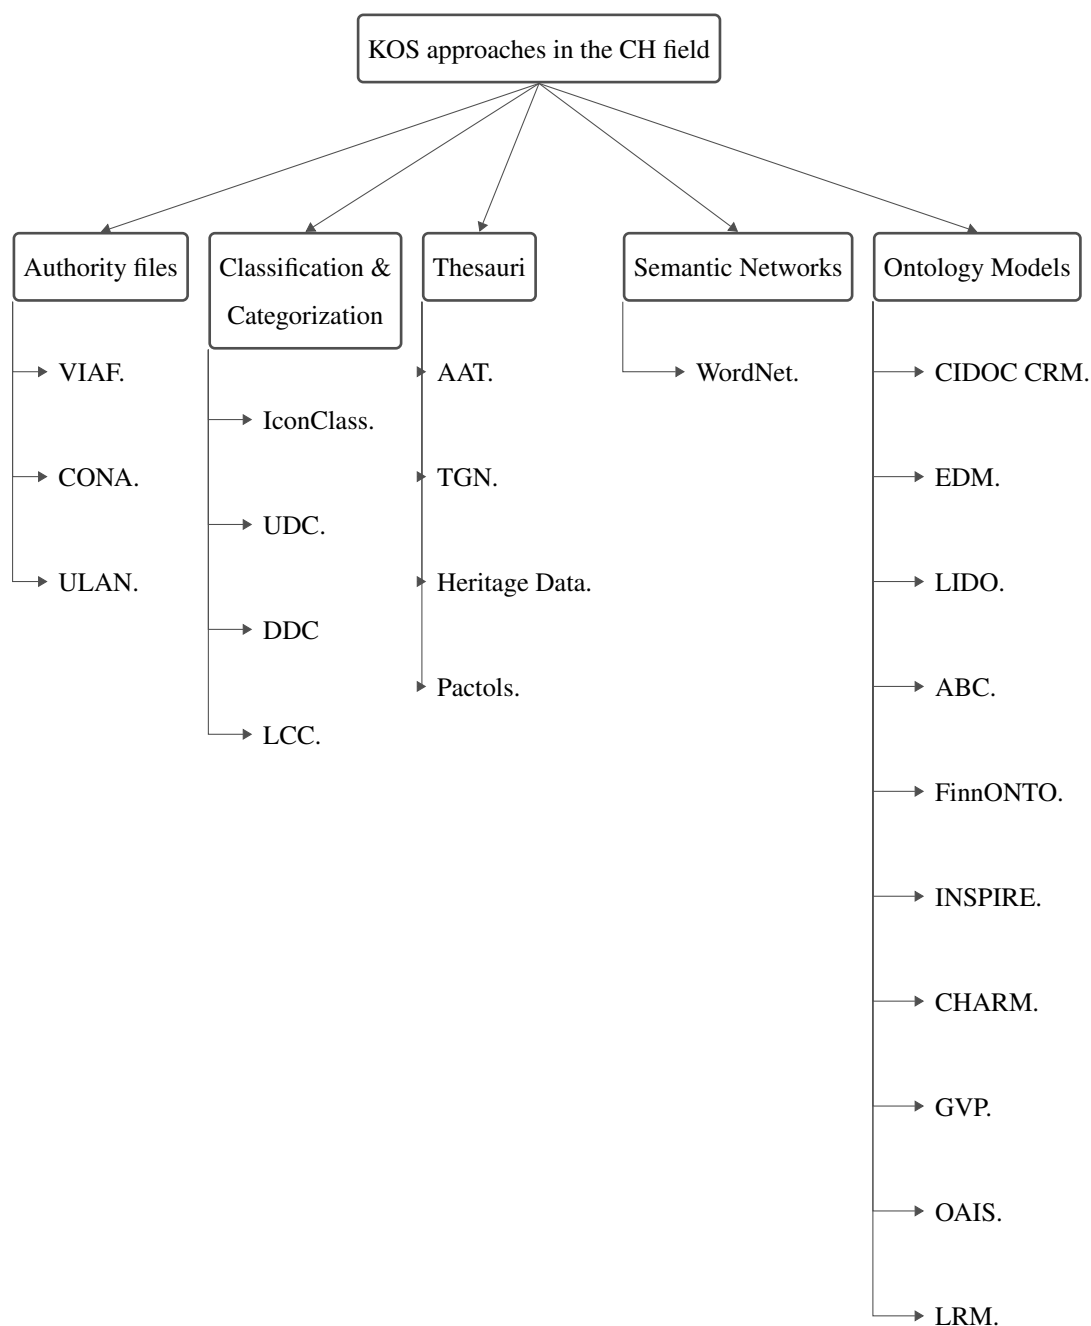 KOS approaches in the CH field
Authority files
VIAF.
CONA.
ULAN.
Classification &
Categorization
IconClass.
UDC.
DDC
LCC.
Thesauri
AAT.
TGN.
Heritage Data.
Pactols.
Semantic Networks
WordNet.
Ontology Models
CIDOC CRM.
EDM.
LIDO.
ABC.
FinnONTO.
INSPIRE.
CHARM.
GVP.
OAIS.
LRM.